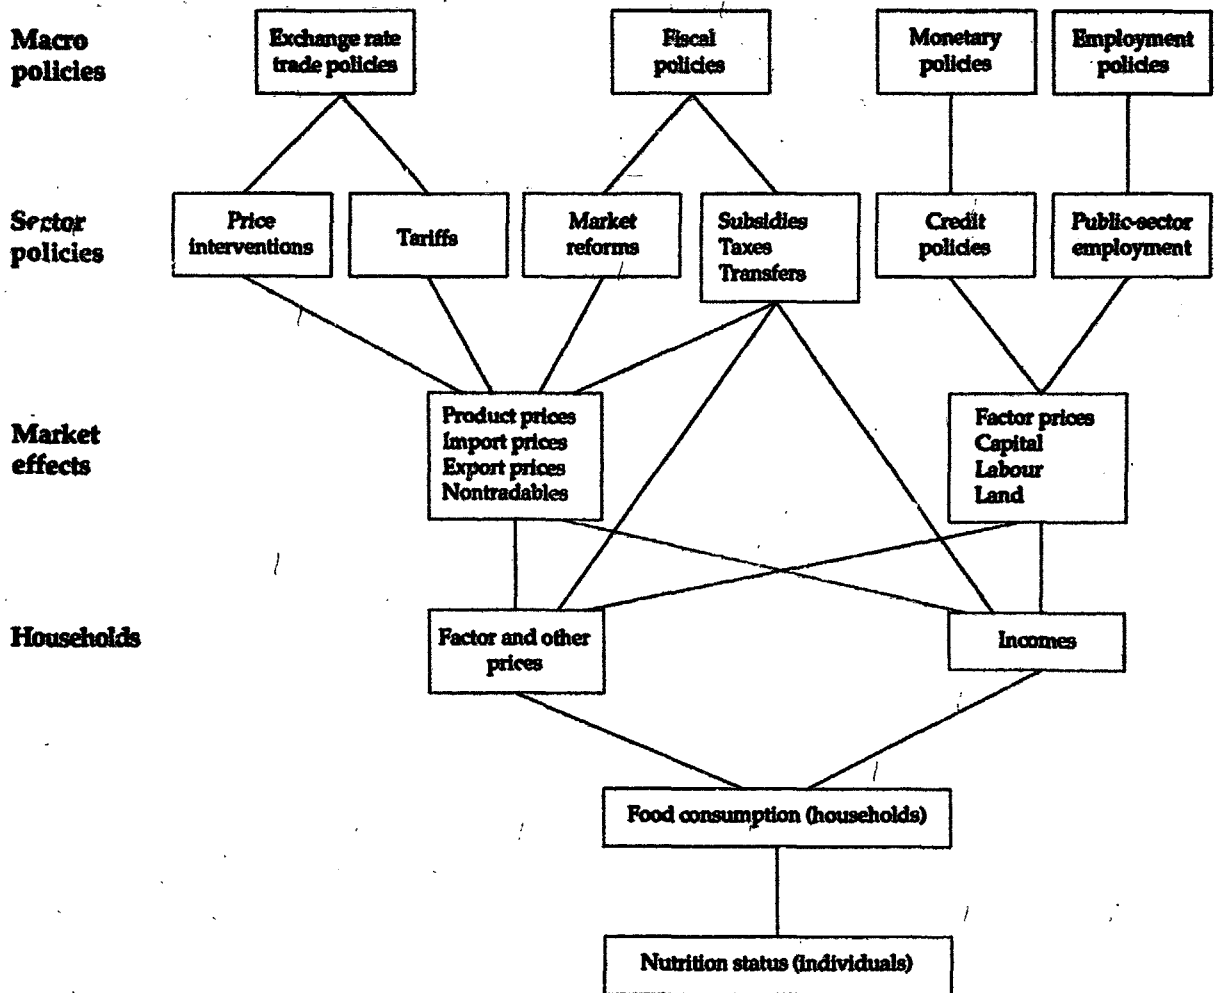 Macro
policies
Exchange rate
trade policies
Fiscal
policies
Monetary
policies
Employment
policies
Sector
policies
Price
interventions
Tariffs
Market
reforms
Subsidies
Taxes
Transfers
Credit
policies
Public-sector
employment
Market
effects
Product prices
Import prices
Export prices
Nontradables
Factor prices
Capital
Labour
Land
Households
Factor and other
prices
Incomes
Food consumption (households)
Nutrition status (individuals)